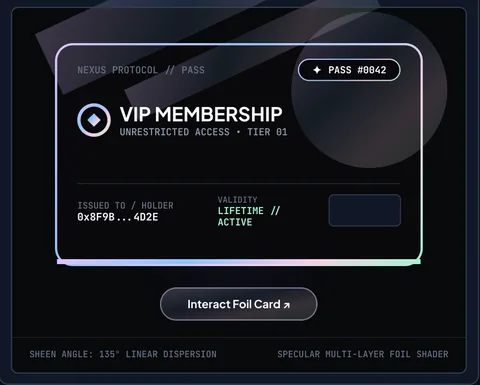 NEXUS PROTOCOL // PASS
✦ PASS #0042
VIP MEMBERSHIP
UNRESTRICTED ACCESS • TIER 01
ISSUED TO / HOLDER
0x8F9B...4D2E
VALIDITY
LIFETIME //
ACTIVE
Interact Foil Card ↗
SHEEN ANGLE: 135° LINEAR DISPERSION
SPECULAR MULTI-LAYER FOIL SHADER